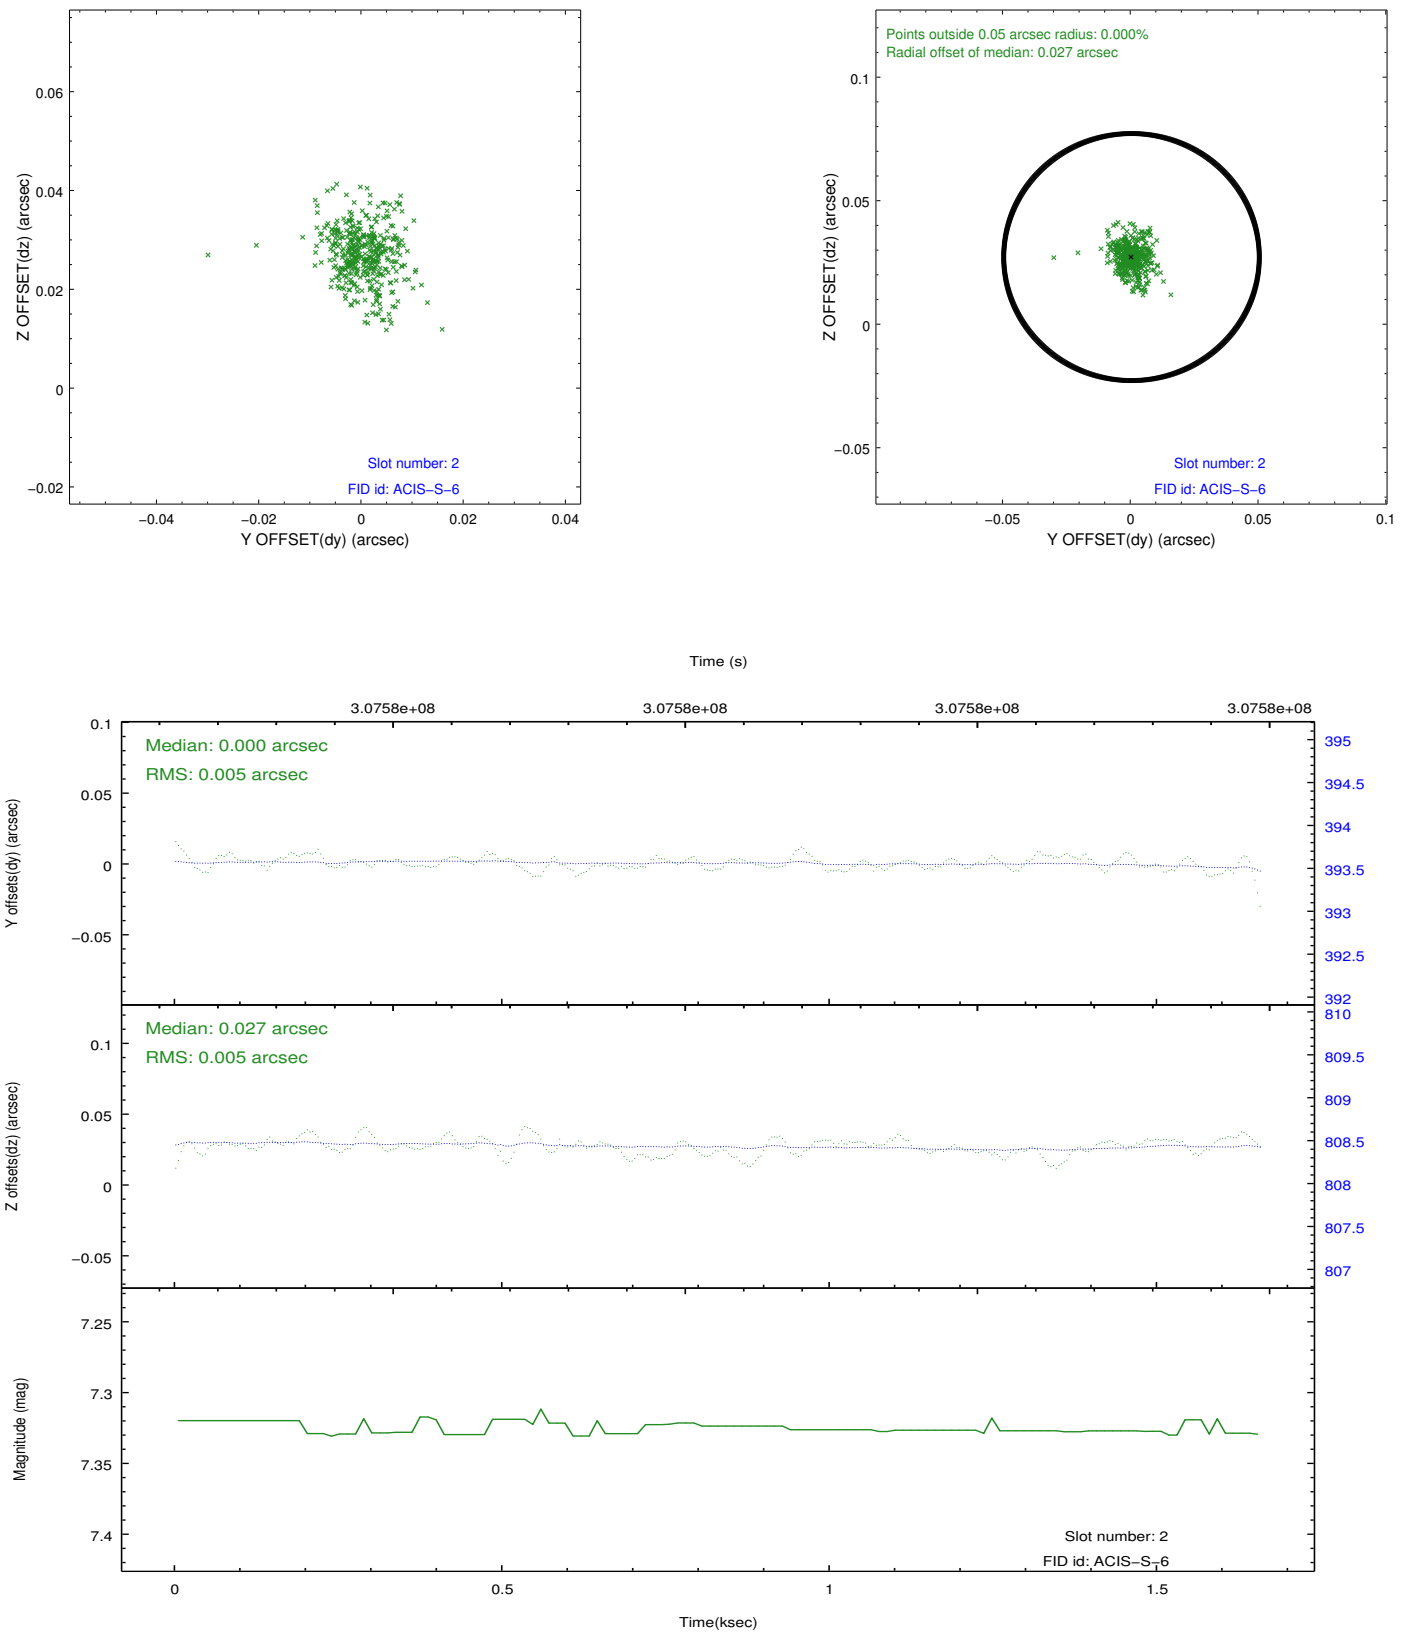 0.06
0.04
0.02
0
−0.02
Z OFFSET(dz) (arcsec)
Slot number: 2
FID id: ACIS−S−6
−0.04
−0.02
0
0.02
0.04
Y OFFSET(dy) (arcsec)
Points outside 0.05 arcsec radius: 0.000%
Radial offset of median: 0.027 arcsec
0.1
0.05
0
−0.05
Z OFFSET(dz) (arcsec)
Slot number: 2
FID id: ACIS−S−6
−0.05
0
0.05
0.1
Y OFFSET(dy) (arcsec)
Time (s)
3.0758e+08
3.0758e+08
3.0758e+08
3.0758e+08
Median: 0.000 arcsec
RMS: 0.005 arcsec
0.1
0.05
0
−0.05
Y offsets(dy) (arcsec)
395
394.5
394
393.5
393
392.5
392
Median: 0.027 arcsec
RMS: 0.005 arcsec
0.1
0.05
0
−0.05
Z offsets(dz) (arcsec)
810
809.5
809
808.5
808
807.5
807
7.25
7.3
7.35
7.4
Magnitude (mag)
Slot number: 2
FID id: ACIS−S−6
0
0.5
1
1.5
Time(ksec)